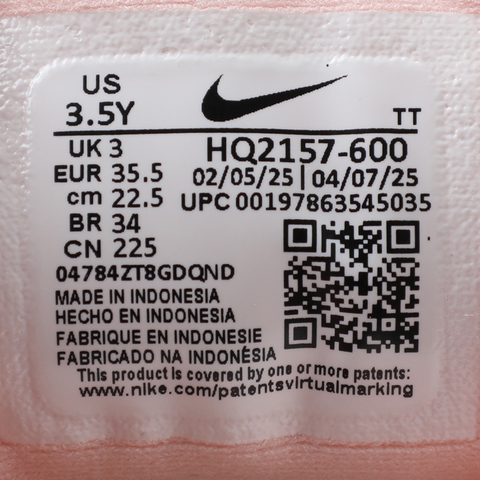 US
3.5Y
TT
UK 3
EUR 35.5
cm 22.5
BR 34
CN 225
HQ2157-600
02/05/25 | 04/07/25
UPC 00197863545035
04784ZT8GDQND
MADE IN INDONESIA
HECHO EN INDONESIA
FABRIQUE EN INDONESIE
FABRICADO NA INDONÉSIA
This product is covered by one or more patents:
www.nike.com/patentsvirtualmarking